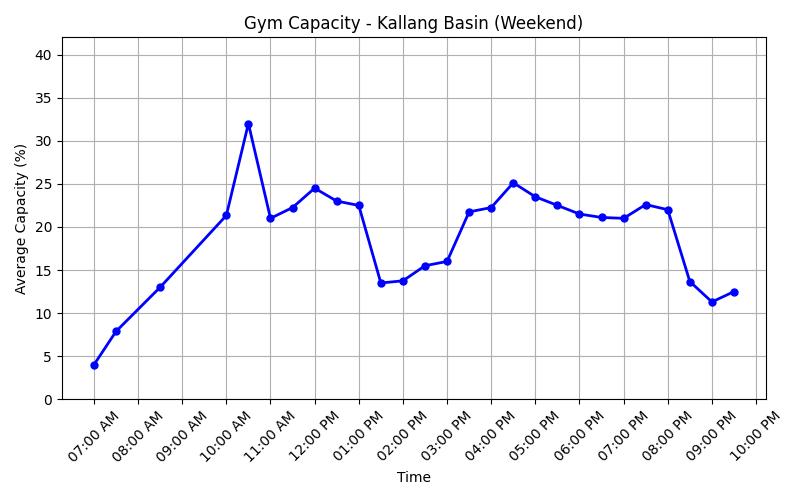 Gym Capacity - Kallang Basin (Weekend)
Average Capacity (%)
40
35
30
25
20
15
10
5
0
07:00 AM
08:00 AM
09:00 AM
10:00 AM
11:00 AM
12:00 PM
01:00 PM
02:00 PM
03:00 PM
04:00 PM
05:00 PM
06:00 PM
07:00 PM
08:00 PM
09:00 PM
10:00 PM
Time